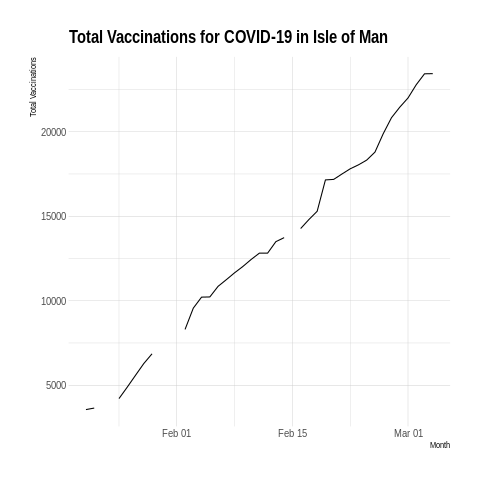 Total Vaccinations for COVID-19 in Isle of Man
Total Vaccinations
20000
15000
10000
5000
Feb 01 Feb 15 Mar 01
Month